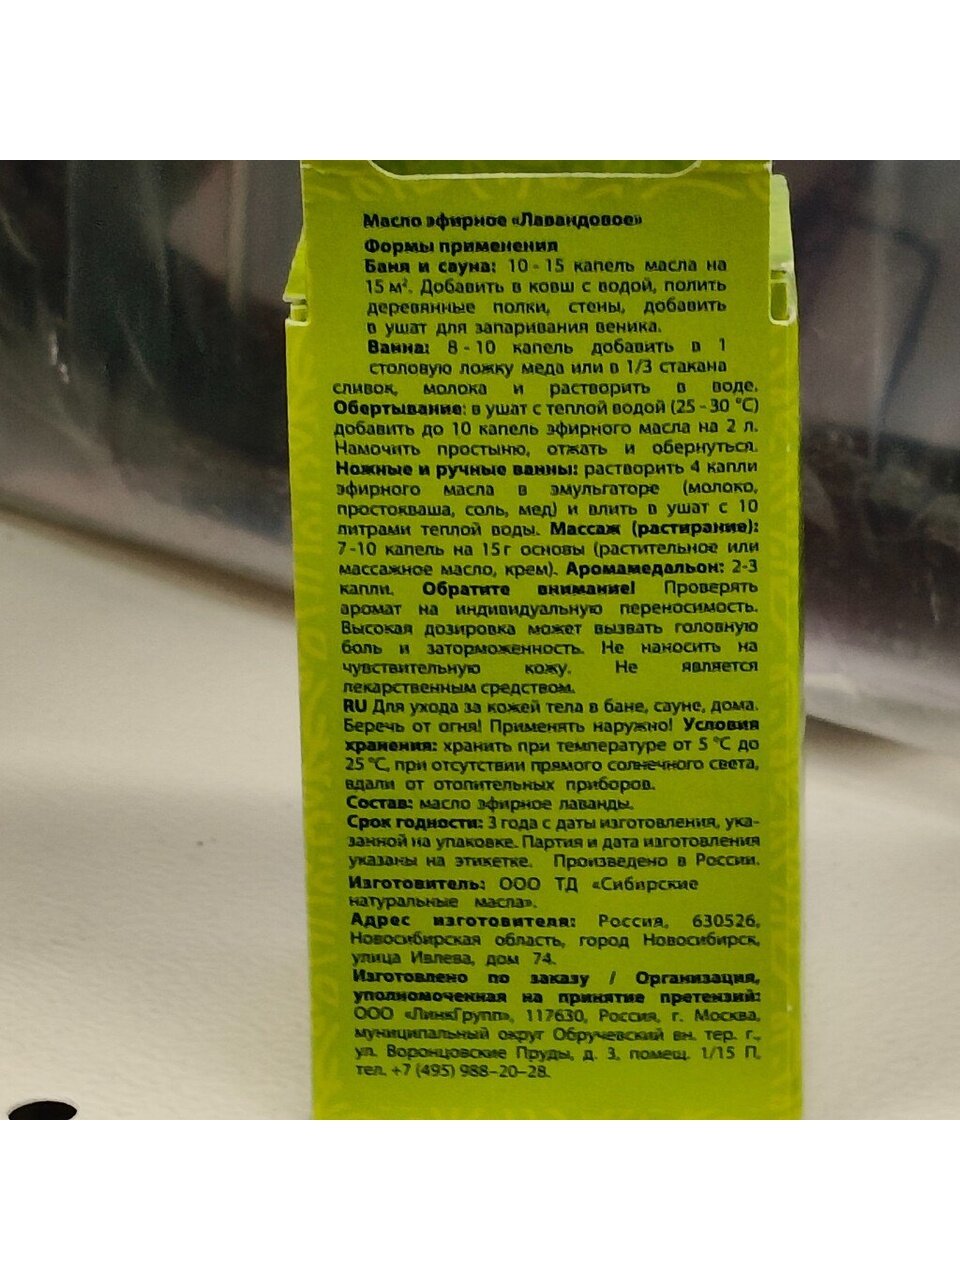 Масло эфирное «Лавандовое»
Формы применения
Баня и сауна: 10 - 15 капель масла на
15 м². Добавить в ковш с водой, полить
деревянные полки, стены, добавить
в ушат для запаривания веника.
Ванна: 8 - 10 капель добавить в 1
столовую ложку меда или в 1/3 стакана
сливок, молока и растворить в воде.
Обертывание: в ушат с теплой водой (25 - 30 °С)
добавить до 10 капель эфирного масла на 2 л.
Намочить простыню, отжать и обернуться.
Ножные и ручные ванны: растворить 4 капли
эфирного масла в эмульгаторе (молоко,
простокваша, соль, мед) и влить в ушат с 10
литрами теплой воды. Массаж (растирание):
7-10 капель на 15г основы (растительное или
массажное масло, крем). Аромамедальон: 2-3
капли. Обратите внимание! Проверять
аромат на индивидуальную переносимость.
Высокая дозировка может вызвать головную
боль и заторможенность. Не наносить на
чувствительную кожу. Не является
лекарственным средством.
RU Для ухода за кожей тела в бане, сауне, дома.
Беречь от огня! Применять наружно! Условия
хранения: хранить при температуре от 5 °С до
25 °С, при отсутствии прямого солнечного света,
вдали от отопительных приборов.
Состав: масло эфирное лаванды.
Срок годности: 3 года с даты изготовления, ука-
занной на упаковке. Партия и дата изготовления
указаны на этикетке. Произведено в России.
Изготовитель: ООО ТД «Сибирские
натуральные масла».
Адрес изготовителя: Россия, 630526,
Новосибирская область, город Новосибирск,
улица Ивлева, дом 74.
Изготовлено по заказу / Организация,
уполномоченная на принятие претензий:
ООО «ЛинкГрупп», 117630, Россия, г. Москва,
муниципальный округ Обручевский вн. тер. г.,
ул. Воронцовские Пруды, д. 3, помещ. 1/15 П,
тел. +7 (495) 988-20-28.